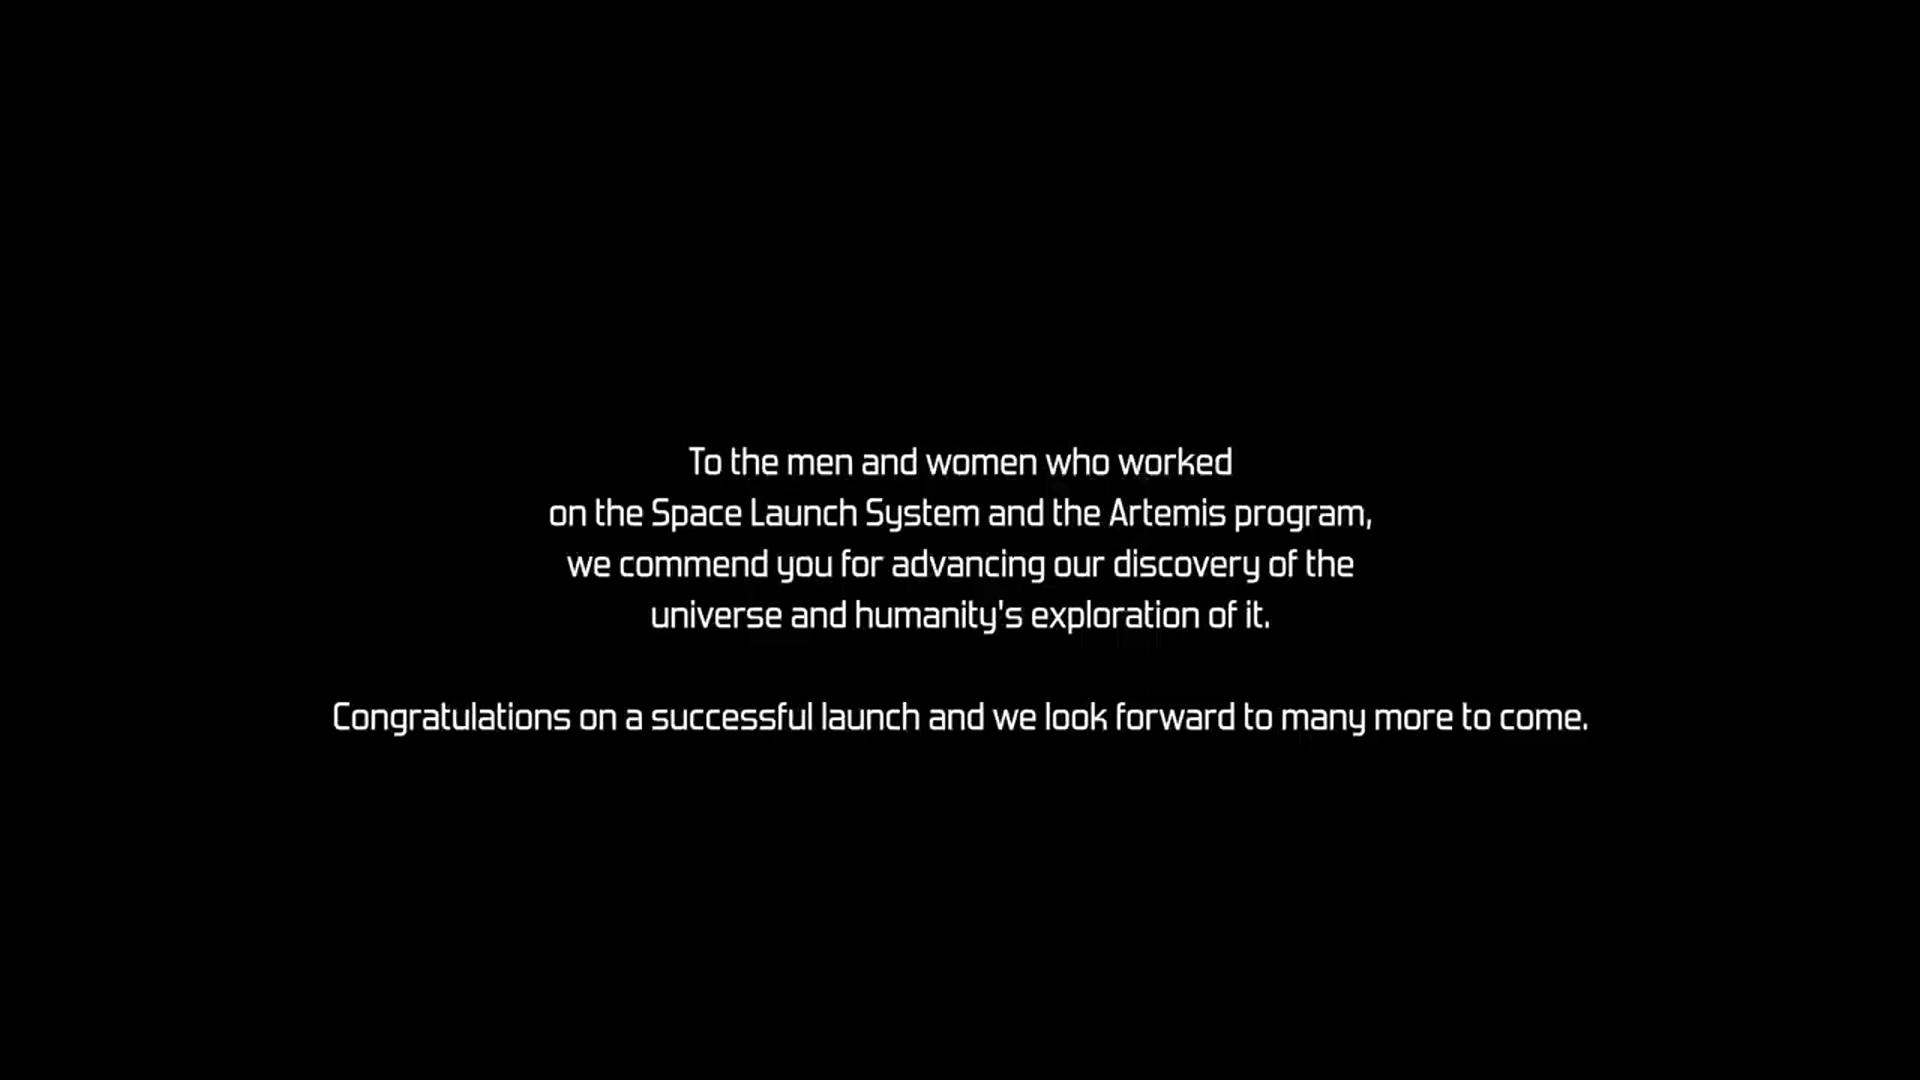 To the men and women who worked
on the Space Launch System and the Artemis program,
we commend you for advancing our discovery of the
universe and humanity's exploration of it.
Congratulations on a successful launch and we look forward to many more to come.